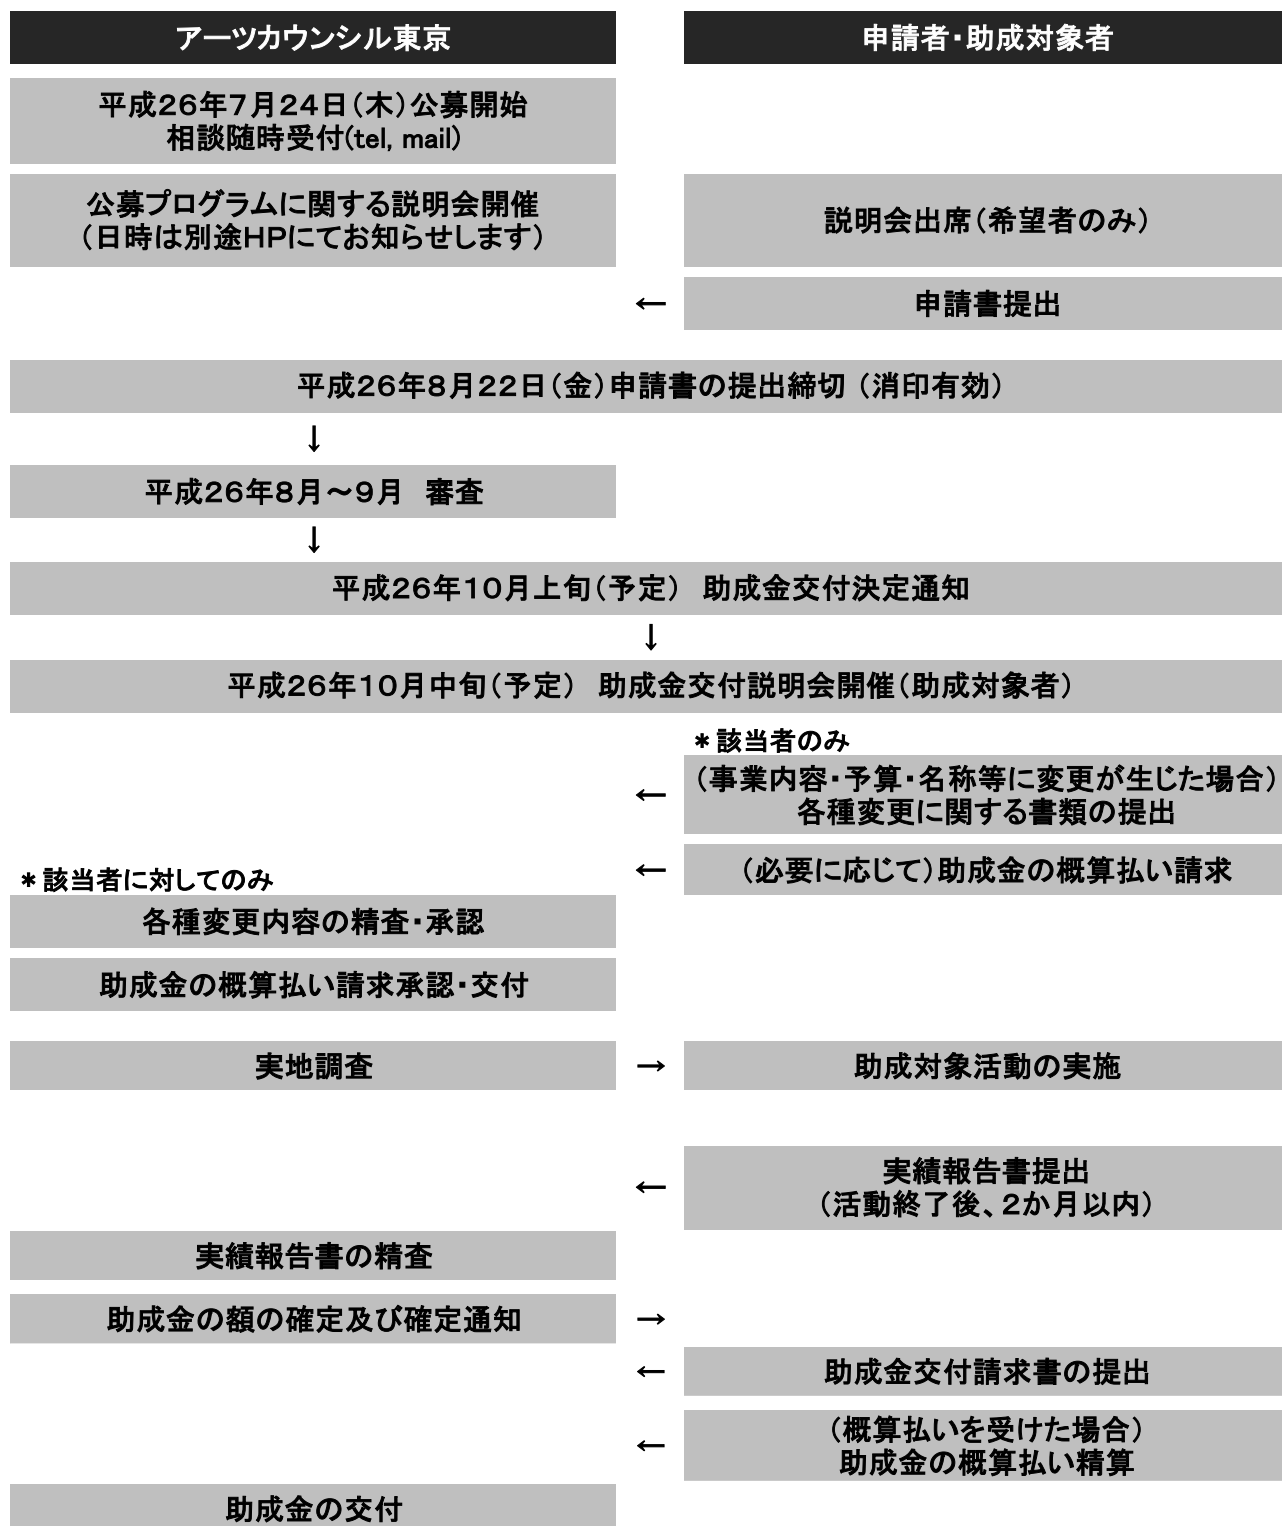 アーツカウンシル東京
申請者・助成対象者
平成26年7月24日（木）公募開始
相談随時受付(tel, mail)
公募プログラムに関する説明会開催
（日時は別途HPにてお知らせします）
説明会出席（希望者のみ）
←
申請書提出
平成26年8月22日（金）申請書の提出締切（消印有効）
↓
平成26年8月～9月　審査
↓
平成26年10月上旬（予定）　助成金交付決定通知
↓
平成26年10月中旬（予定）　助成金交付説明会開催（助成対象者）
＊該当者のみ
←
（事業内容・予算・名称等に変更が生じた場合）
各種変更に関する書類の提出
←
（必要に応じて）助成金の概算払い請求
＊該当者に対してのみ
各種変更内容の精査・承認
助成金の概算払い請求承認・交付
実地調査
→
助成対象活動の実施
←
実績報告書提出
（活動終了後、2か月以内）
実績報告書の精査
助成金の額の確定及び確定通知
→
←
助成金交付請求書の提出
←
（概算払いを受けた場合）
助成金の概算払い精算
助成金の交付